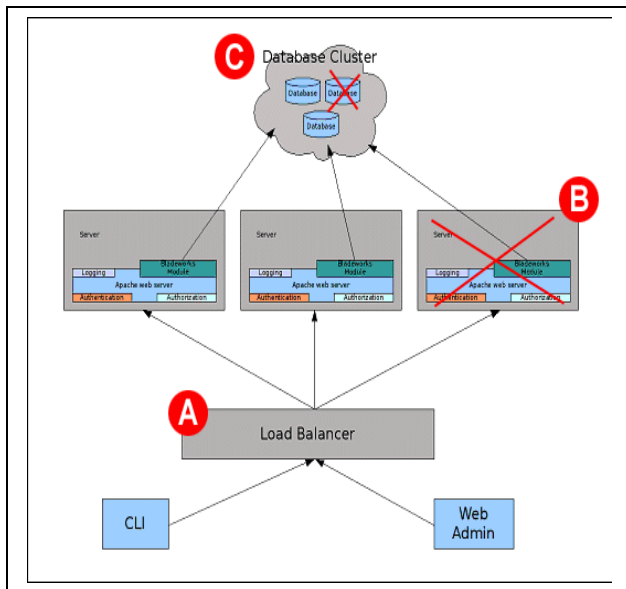 C
Database Cluster
Database
Database
Database
B
Server
Server
Server
Bladeworks
Module
Logging
Apache web server
Authentication
Authorization
Bladeworks
Module
Logging
Apache web server
Authentication
Authorization
Bladeworks
Module
Logging
Apache web server
Authentication
Authorization
A
Load Balancer
CLI
Web
Admin